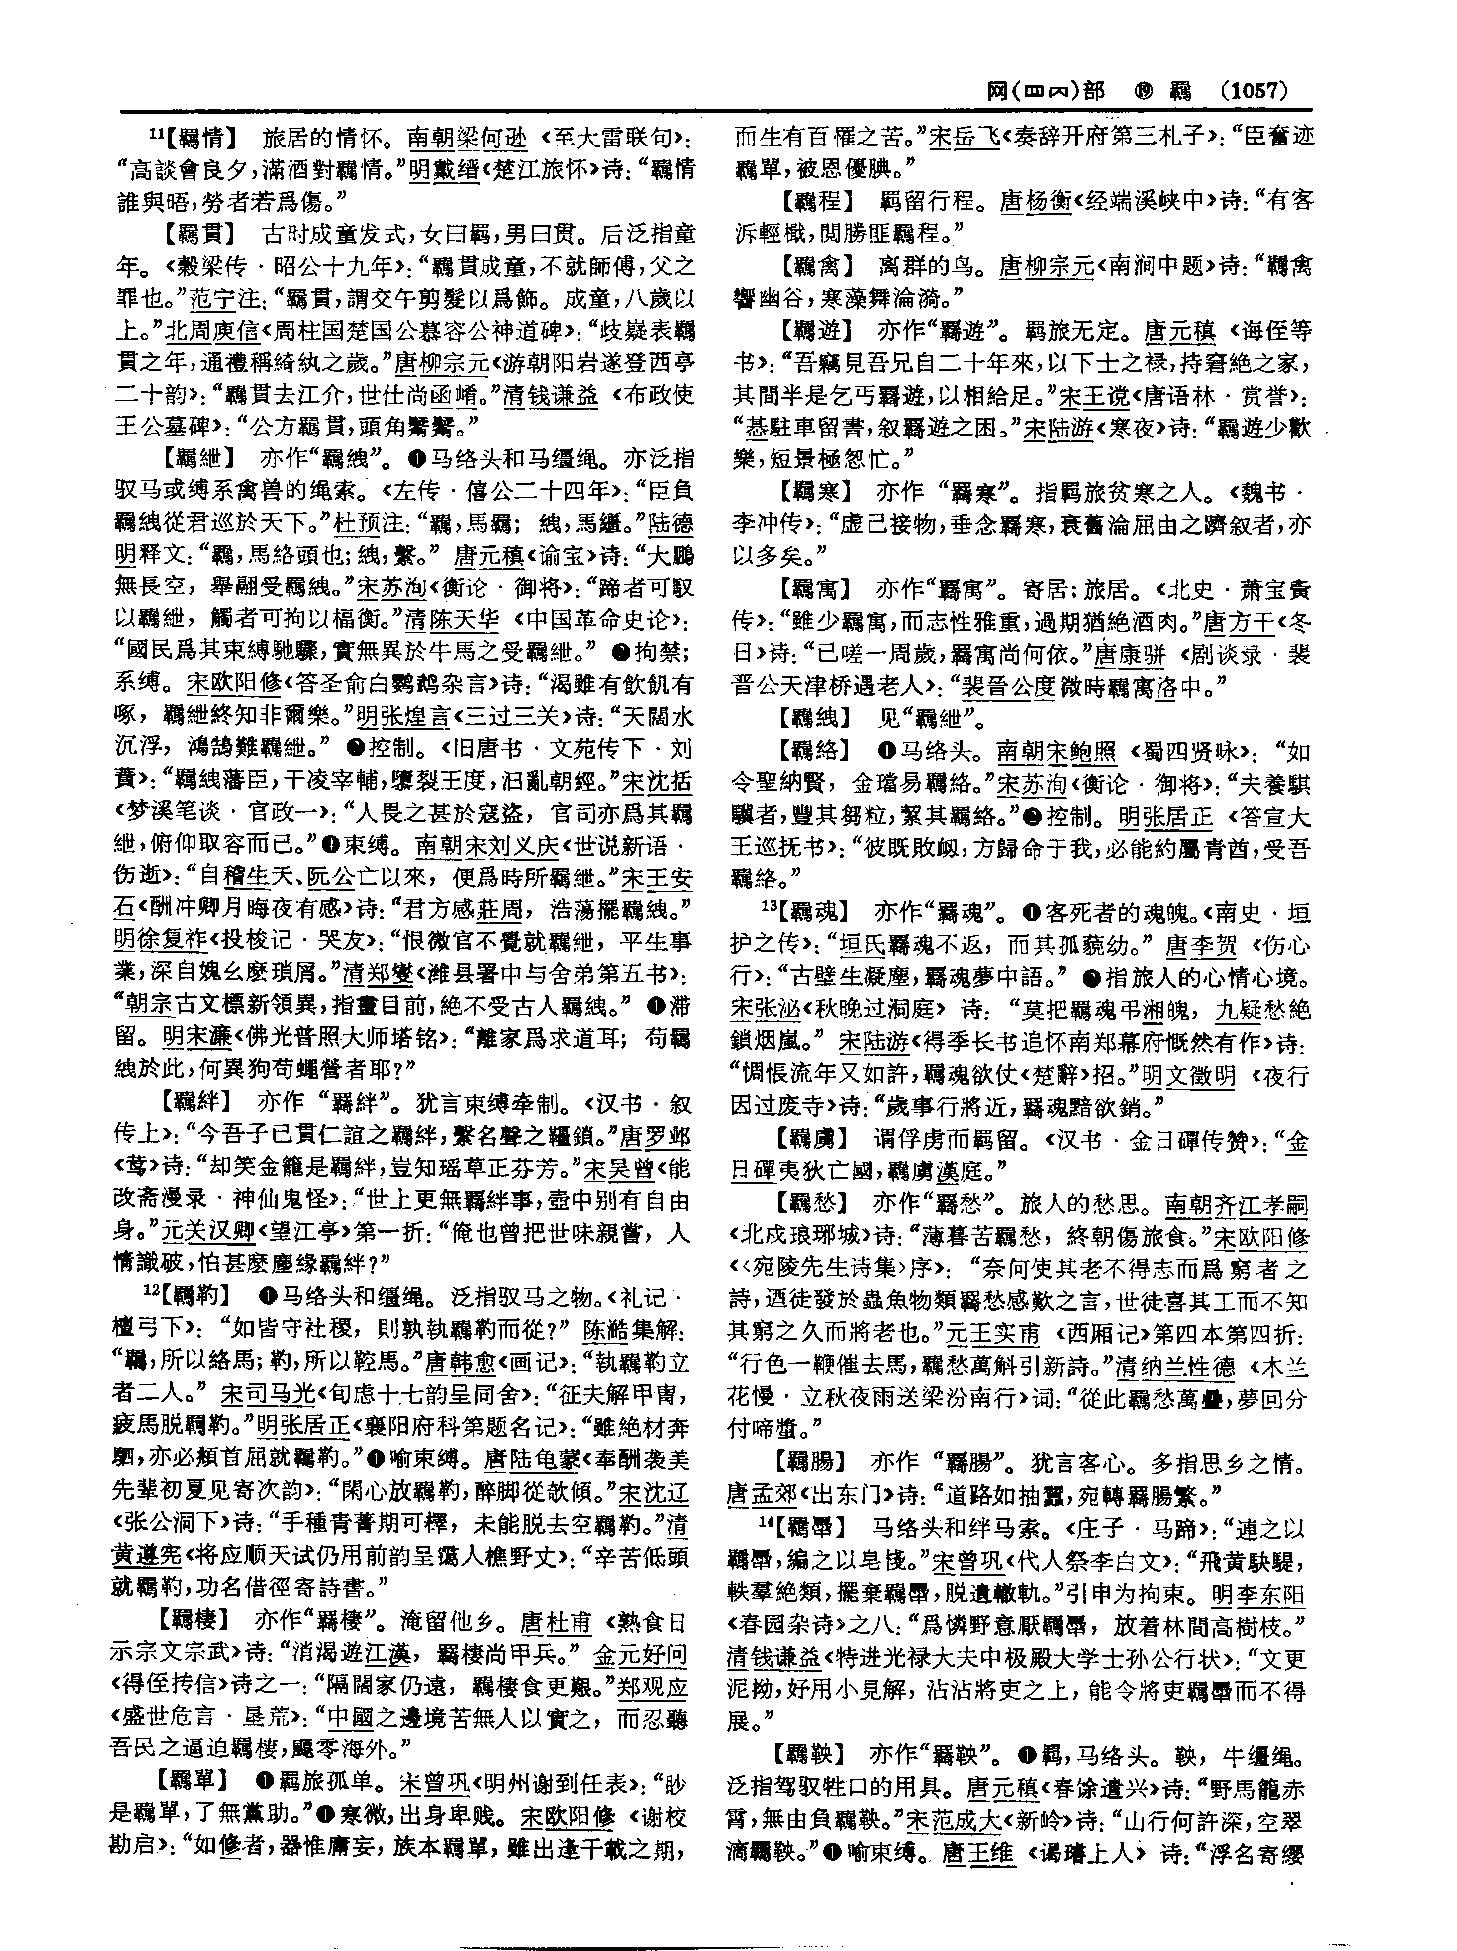 网(罒⺳)部 ⑲ 羈 (1057)
11【羈情】 旅居的情怀。南朝梁何逊《至大雷联句》:
“高談會良夕,滿酒對羈情。”明戴缙《楚江旅怀》诗:“羈情
誰與晤,勞者若爲傷。”
【羈貫】 古时成童发式,女曰羁,男曰贯。后泛指童
年。《穀梁传·昭公十九年》:“羈貫成童,不就師傅,父之
罪也。”范宁注:“羈貫,謂交午剪髮以爲飾。成童,八歲以
上。”北周庾信《周柱国楚国公慕容公神道碑》:“歧嶷表羈
貫之年,通禮稱綺紈之歲。”唐柳宗元《游朝阳岩遂登西亭
二十韵》:“羈貫去江介,世仕尚函崤。”清钱谦益《布政使
王公墓碑》:“公方羈貫,頭角鬱鬱。”
【羈紲】 亦作“羈絏”。❶马络头和马缰绳。亦泛指
驭马或缚系禽兽的绳索。《左传·僖公二十四年》:“臣負
羈絏從君巡於天下。”杜预注:“羈,馬羈;絏,馬繮。”陆德
明释文:“羈,馬絡頭也;絏,繫。”唐元稹《谕宝》诗:“大鵬
無長空,舉翮受羈絏。”宋苏洵《衡论·御将》:“蹄者可馭
以羈紲,觸者可拘以楅衡。”清陈天华《中国革命史论》:
“國民爲其束縛馳驟,實無異於牛馬之受羈紲。”❷拘禁;
系缚。宋欧阳修《答圣俞白鹦鹉杂言》诗:“渴雖有飲飢有
啄,羈紲終知非爾樂。”明张煌言《三过三关》诗:“天闊水
沉浮,鴻鵠難羈紲。”❸控制。《旧唐书·文苑传下·刘
蕡》:“羈絏藩臣,干凌宰輔,隳裂王度,汩亂朝經。”宋沈括
《梦溪笔谈·官政一》:“人畏之甚於寇盜,官司亦爲其羈
紲,俯仰取容而已。”❹束缚。南朝宋刘义庆《世说新语·
伤逝》:“自稽生夭、阮公亡以來,便爲時所羈紲。”宋王安
石《酬冲卿月晦夜有感》诗:“君方感莊周,浩蕩擺羈絏。”
明徐复祚《投梭记·哭友》:“恨微官不覺就羈紲,平生事
業,深自媿幺麽瑣屑。”清郑燮《潍县署中与舍弟第五书》:
“朝宗古文標新領異,指畫目前,絶不受古人羈絏。”❺滞
留。明宋濂《佛光普照大师塔铭》:“離家爲求道耳;苟羈
絏於此,何異狗苟蠅營者耶?”
【羈絆】 亦作“羇絆”。犹言束缚牵制。《汉书·叙
传上》:“今吾子已貫仁誼之羈絆,繫名聲之韁鎖。”唐罗邺
《莺》诗:“却笑金籠是羈絆,豈知瑶草正芬芳。”宋吴曾《能
改斋漫录·神仙鬼怪》:“世上更無羇絆事,壺中别有自由
身。”元关汉卿《望江亭》第一折:“俺也曾把世味親嘗,人
情識破,怕甚麽塵缘羈絆?”
12【羈靮】 ❶马络头和缰绳。泛指驭马之物。《礼记·
檀弓下》:“如皆守社稷,則孰執羈靮而從?”陈澔集解:
“羈,所以絡馬;靮,所以鞚馬。”唐韩愈《画记》:“執羈靮立
者二人。”宋司马光《旬虑十七韵呈同舍》:“征夫解甲胄,
疲馬脱羈靮。”明张居正《襄阳府科第题名记》:“雖絶材奔
駟,亦必頫首屈就羈靮。”❷喻束缚。唐陆龟蒙《奉酬袭美
先辈初夏见寄次韵》:“閑心放羈靮,醉脚從欹傾。”宋沈辽
《张公洞下》诗:“手種青菁期可檡,未能脱去空羈靮。”清
黄遵宪《将应顺天试仍用前韵呈霭人樵野丈》:“辛苦低頭
就羈靮,功名借徑寄詩書。”
【羈棲】 亦作“羇棲”。淹留他乡。唐杜甫《熟食日
示宗文宗武》诗:“消渴遊江漢,羇棲尚甲兵。”金元好问
《得侄抟信》诗之一:“隔闊家仍遠,羈棲食更艱。”郑观应
《盛世危言·垦荒》:“中國之邊境苦無人以實之,而忍聽
吾民之逼迫羈棲,飄零海外。”
【羈單】 ❶羁旅孤单。宋曾巩《明州谢到任表》:“眇
是羈單,了無黨助。”❷寒微,出身卑贱。宋欧阳修《谢校
勘启》:“如修者,器惟庸妄,族本羈單,雖出逢千載之期,
而生有百罹之苦。”宋岳飞《奏辞开府第三札子》:“臣奮迹
羈單,被恩優腆。”
【羈程】 羁留行程。唐杨衡《经端溪峡中》诗:“有客
泝輕檝,閲勝匪羈程。”
【羈禽】 离群的鸟。唐柳宗元《南涧中题》诗:“羈禽
響幽谷,寒藻舞淪漪。”
【羈遊】 亦作“羇遊”。羁旅无定。唐元稹《诲侄等
书》:“吾竊見吾兄自二十年來,以下士之禄,持窘絶之家,
其間半是乞丐羇遊,以相給足。”宋王谠《唐语林·赏誉》:
“惎駐車留書,叙羇遊之困。”宋陆游《寒夜》诗:“羈遊少歡
樂,短景極怱忙。”
【羈寒】 亦作“羇寒”。指羁旅贫寒之人。《魏书·
李冲传》:“虚己接物,垂念羇寒,衰舊淪屈由之躋叙者,亦
以多矣。”
【羈寓】 亦作“羇寓”。寄居;旅居。《北史·萧宝夤
传》:“雖少羈寓,而志性雅重,過期猶絶酒肉。”唐方干《冬
日》诗:“已嗟一周歲,羇寓尚何依。”唐康骈《剧谈录·裴
晋公天津桥遇老人》:“裴晉公度微時羈寓洛中。”
【羈絏】 见“羈紲”。
【羈絡】 ❶马络头。南朝宋鲍照《蜀四贤咏》:“如
令聖納賢,金璫易羈絡。”宋苏洵《衡论·御将》:“夫養騏
驥者,豐其芻粒,絜其羈絡。”❷控制。明张居正《答宣大
王巡抚书》:“彼既敗衂,方歸命于我,必能約屬青酋,受吾
羈絡。”
13【羈魂】 亦作“羇魂”。❶客死者的魂魄。《南史·垣
护之传》:“垣氏羇魂不返,而其孤藐幼。”唐李贺《伤心
行》:“古壁生凝塵,羇魂夢中語。”❷指旅人的心情心境。
宋张泌《秋晚过洞庭》诗:“莫把羈魂弔湘魄,九疑愁絶
鎖烟嵐。”宋陆游《得季长书追怀南郑幕府慨然有作》诗:
“惆悵流年又如許,羈魂欲仗《楚辭》招。”明文徵明《夜行
因过废寺》诗:“歲事行將近,羇魂黯欲銷。”
【羈虜】 谓俘虏而羁留。《汉书·金日磾传赞》:“金
日磾夷狄亡國,羈虜漢庭。”
【羈愁】 亦作“羇愁”。旅人的愁思。南朝齐江孝嗣
《北戍琅琊城》诗:“薄暮苦羈愁,終朝傷旅食。”宋欧阳修
《〈宛陵先生诗集〉序》:“奈何使其老不得志而爲窮者之
詩,迺徒發於蟲魚物類羇愁感歎之言,世徒喜其工而不知
其窮之久而將老也。”元王实甫《西厢记》第四本第四折:
“行色一鞭催去馬,羈愁萬斛引新詩。”清纳兰性德《木兰
花慢·立秋夜雨送梁汾南行》词:“從此羈愁萬疊,夢回分
付啼螿。”
【羈腸】 亦作“羇腸”。犹言客心。多指思乡之情。
唐孟郊《出东门》诗:“道路如抽蠶,宛轉羇腸繁。”
14【羈馽】 马络头和绊马索。《庄子·马蹄》:“連之以
羈馽,編之以皂棧。”宋曾巩《代人祭李白文》:“飛黄駃騠,
軼羣絶類,擺棄羈馽,脱遺轍軌。”引申为拘束。明李东阳
《春园杂诗》之八:“爲憐野意厭羈馽,放着林間高樹枝。”
清钱谦益《特进光禄大夫中极殿大学士孙公行状》:“文吏
泥拗,好用小見解,沾沾將吏之上,能令將吏羈馽而不得
展。”
【羈鞅】 亦作“羇鞅”。❶羁,马络头。鞅,牛缰绳。
泛指驾驭牲口的用具。唐元稹《春馀遣兴》诗:“野馬籠赤
霄,無由負羈鞅。”宋范成大《新岭》诗:“山行何許深,空翠
滴羈鞅。”❷喻束缚。唐王维《谒璿上人》诗:“浮名寄缨